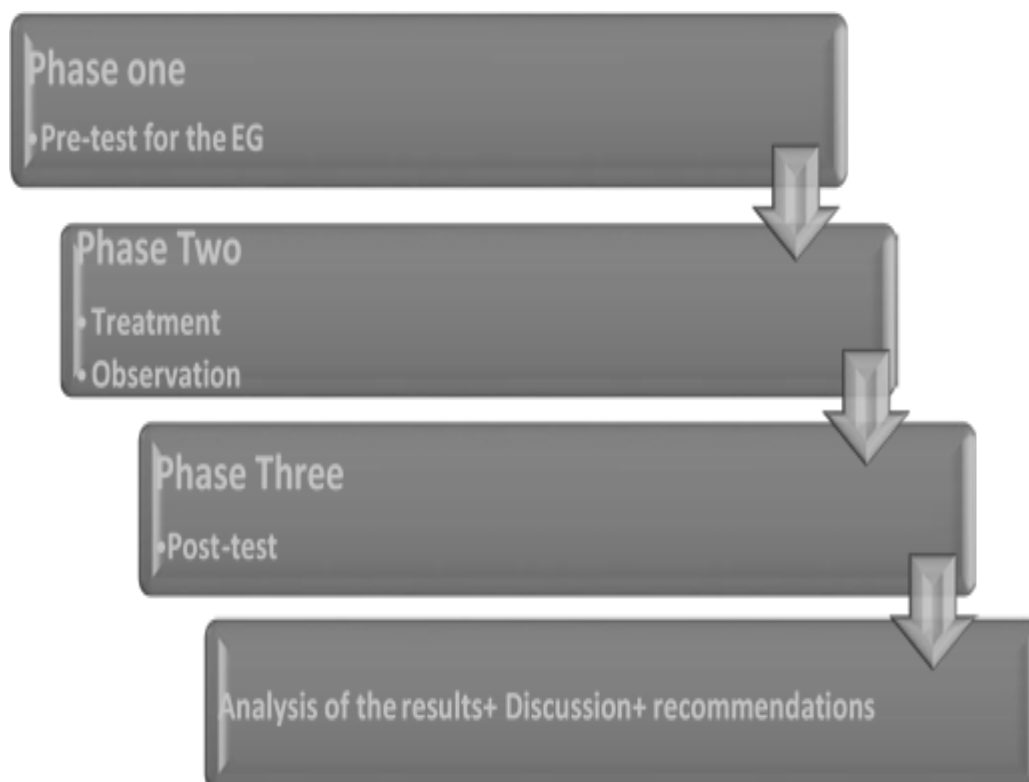 Phase one
•Pre-test for the EG
Phase Two
• Treatment
• Observation
Phase Three
•Post-test
Analysis of the results+ Discussion+ recommendations